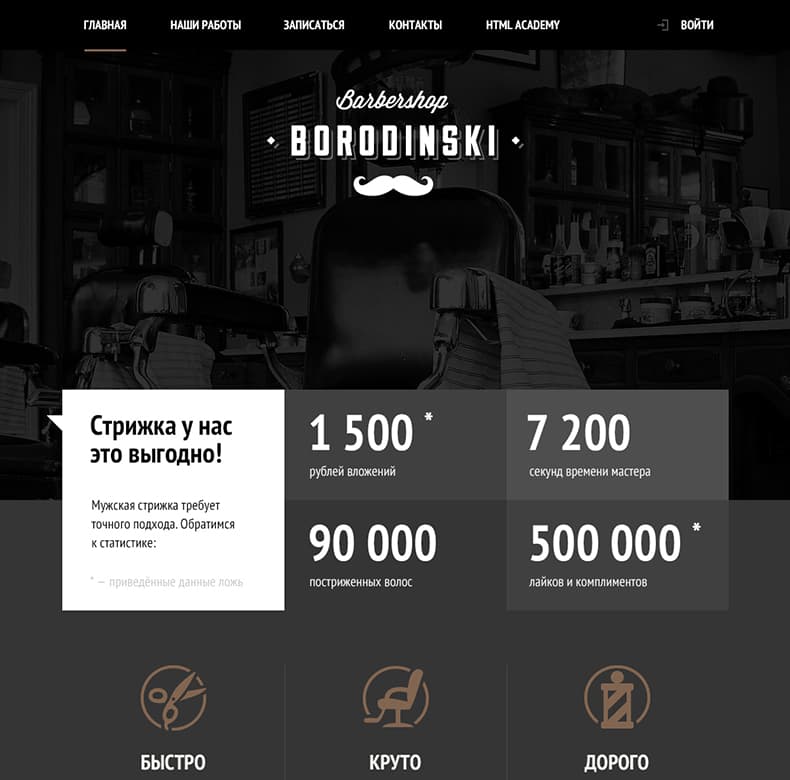 ГЛАВНАЯ
НАШИ РАБОТЫ
ЗАПИСАТЬСЯ
КОНТАКТЫ
HTML ACADEMY
ВОЙТИ
Barbershop
BORODINSKI
Стрижка у нас
это выгодно!
Мужская стрижка требует
точного подхода. Обратимся
к статистике:
* — приведённые данные ложь
1 500 *
рублей вложений
7 200
секунд времени мастера
90 000
постриженных волос
500 000 *
лайков и комплиментов
БЫСТРО
КРУТО
ДОРОГО